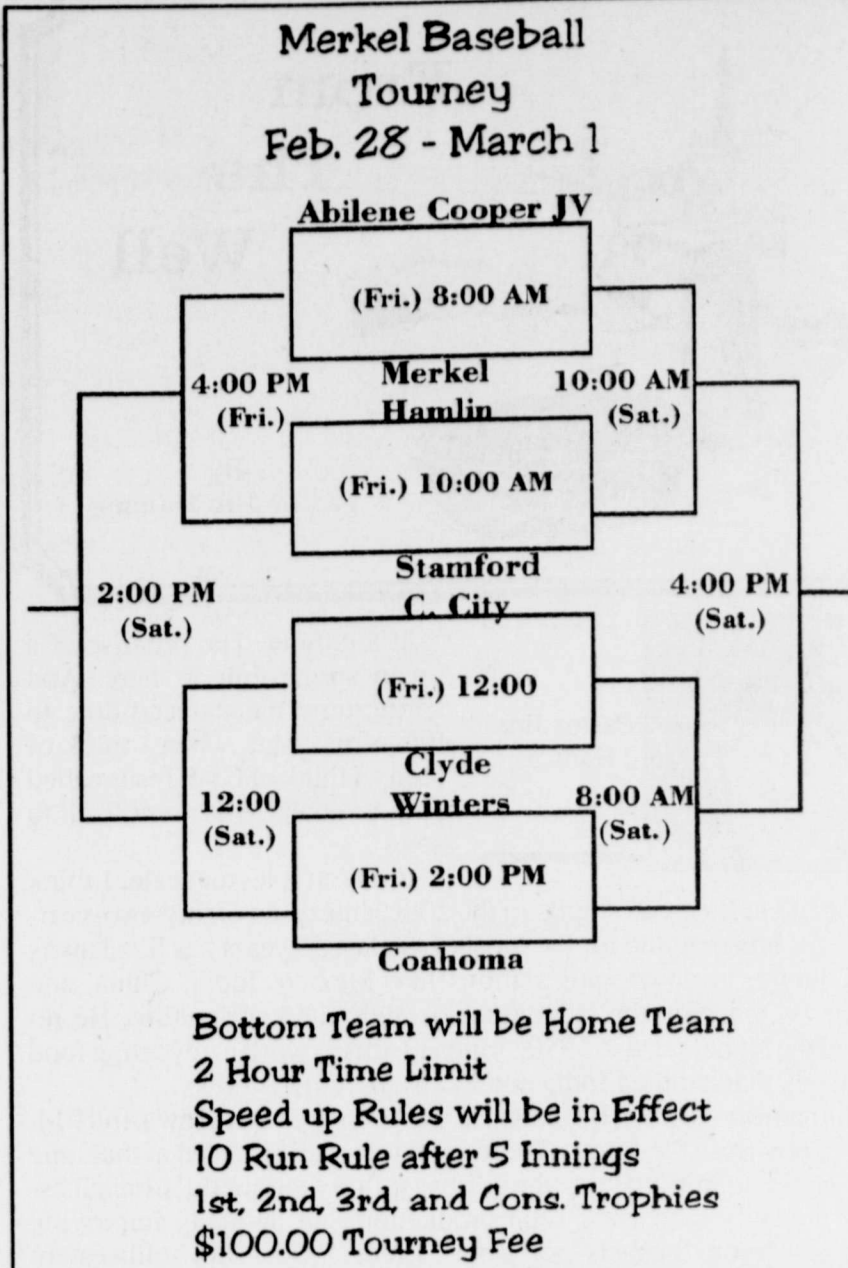 Merkel Baseball
Tourney
Feb. 28 - March 1
Abilene Cooper JV
(Fri.) 8:00 AM
Merkel
4:00 PM
(Fri.)
10:00 AM
(Sat.)
Hamlin
(Fri.) 10:00 AM
Stamford
2:00 PM
(Sat.)
4:00 PM
(Sat.)
C. City
(Fri.) 12:00
Clyde
12:00
(Sat.)
8:00 AM
(Sat.)
Winters
(Fri.) 2:00 PM
Coahoma
Bottom Team will be Home Team
2 Hour Time Limit
Speed up Rules will be in Effect
10 Run Rule after 5 Innings
1st, 2nd, 3rd, and Cons. Trophies
$100.00 Tourney Fee